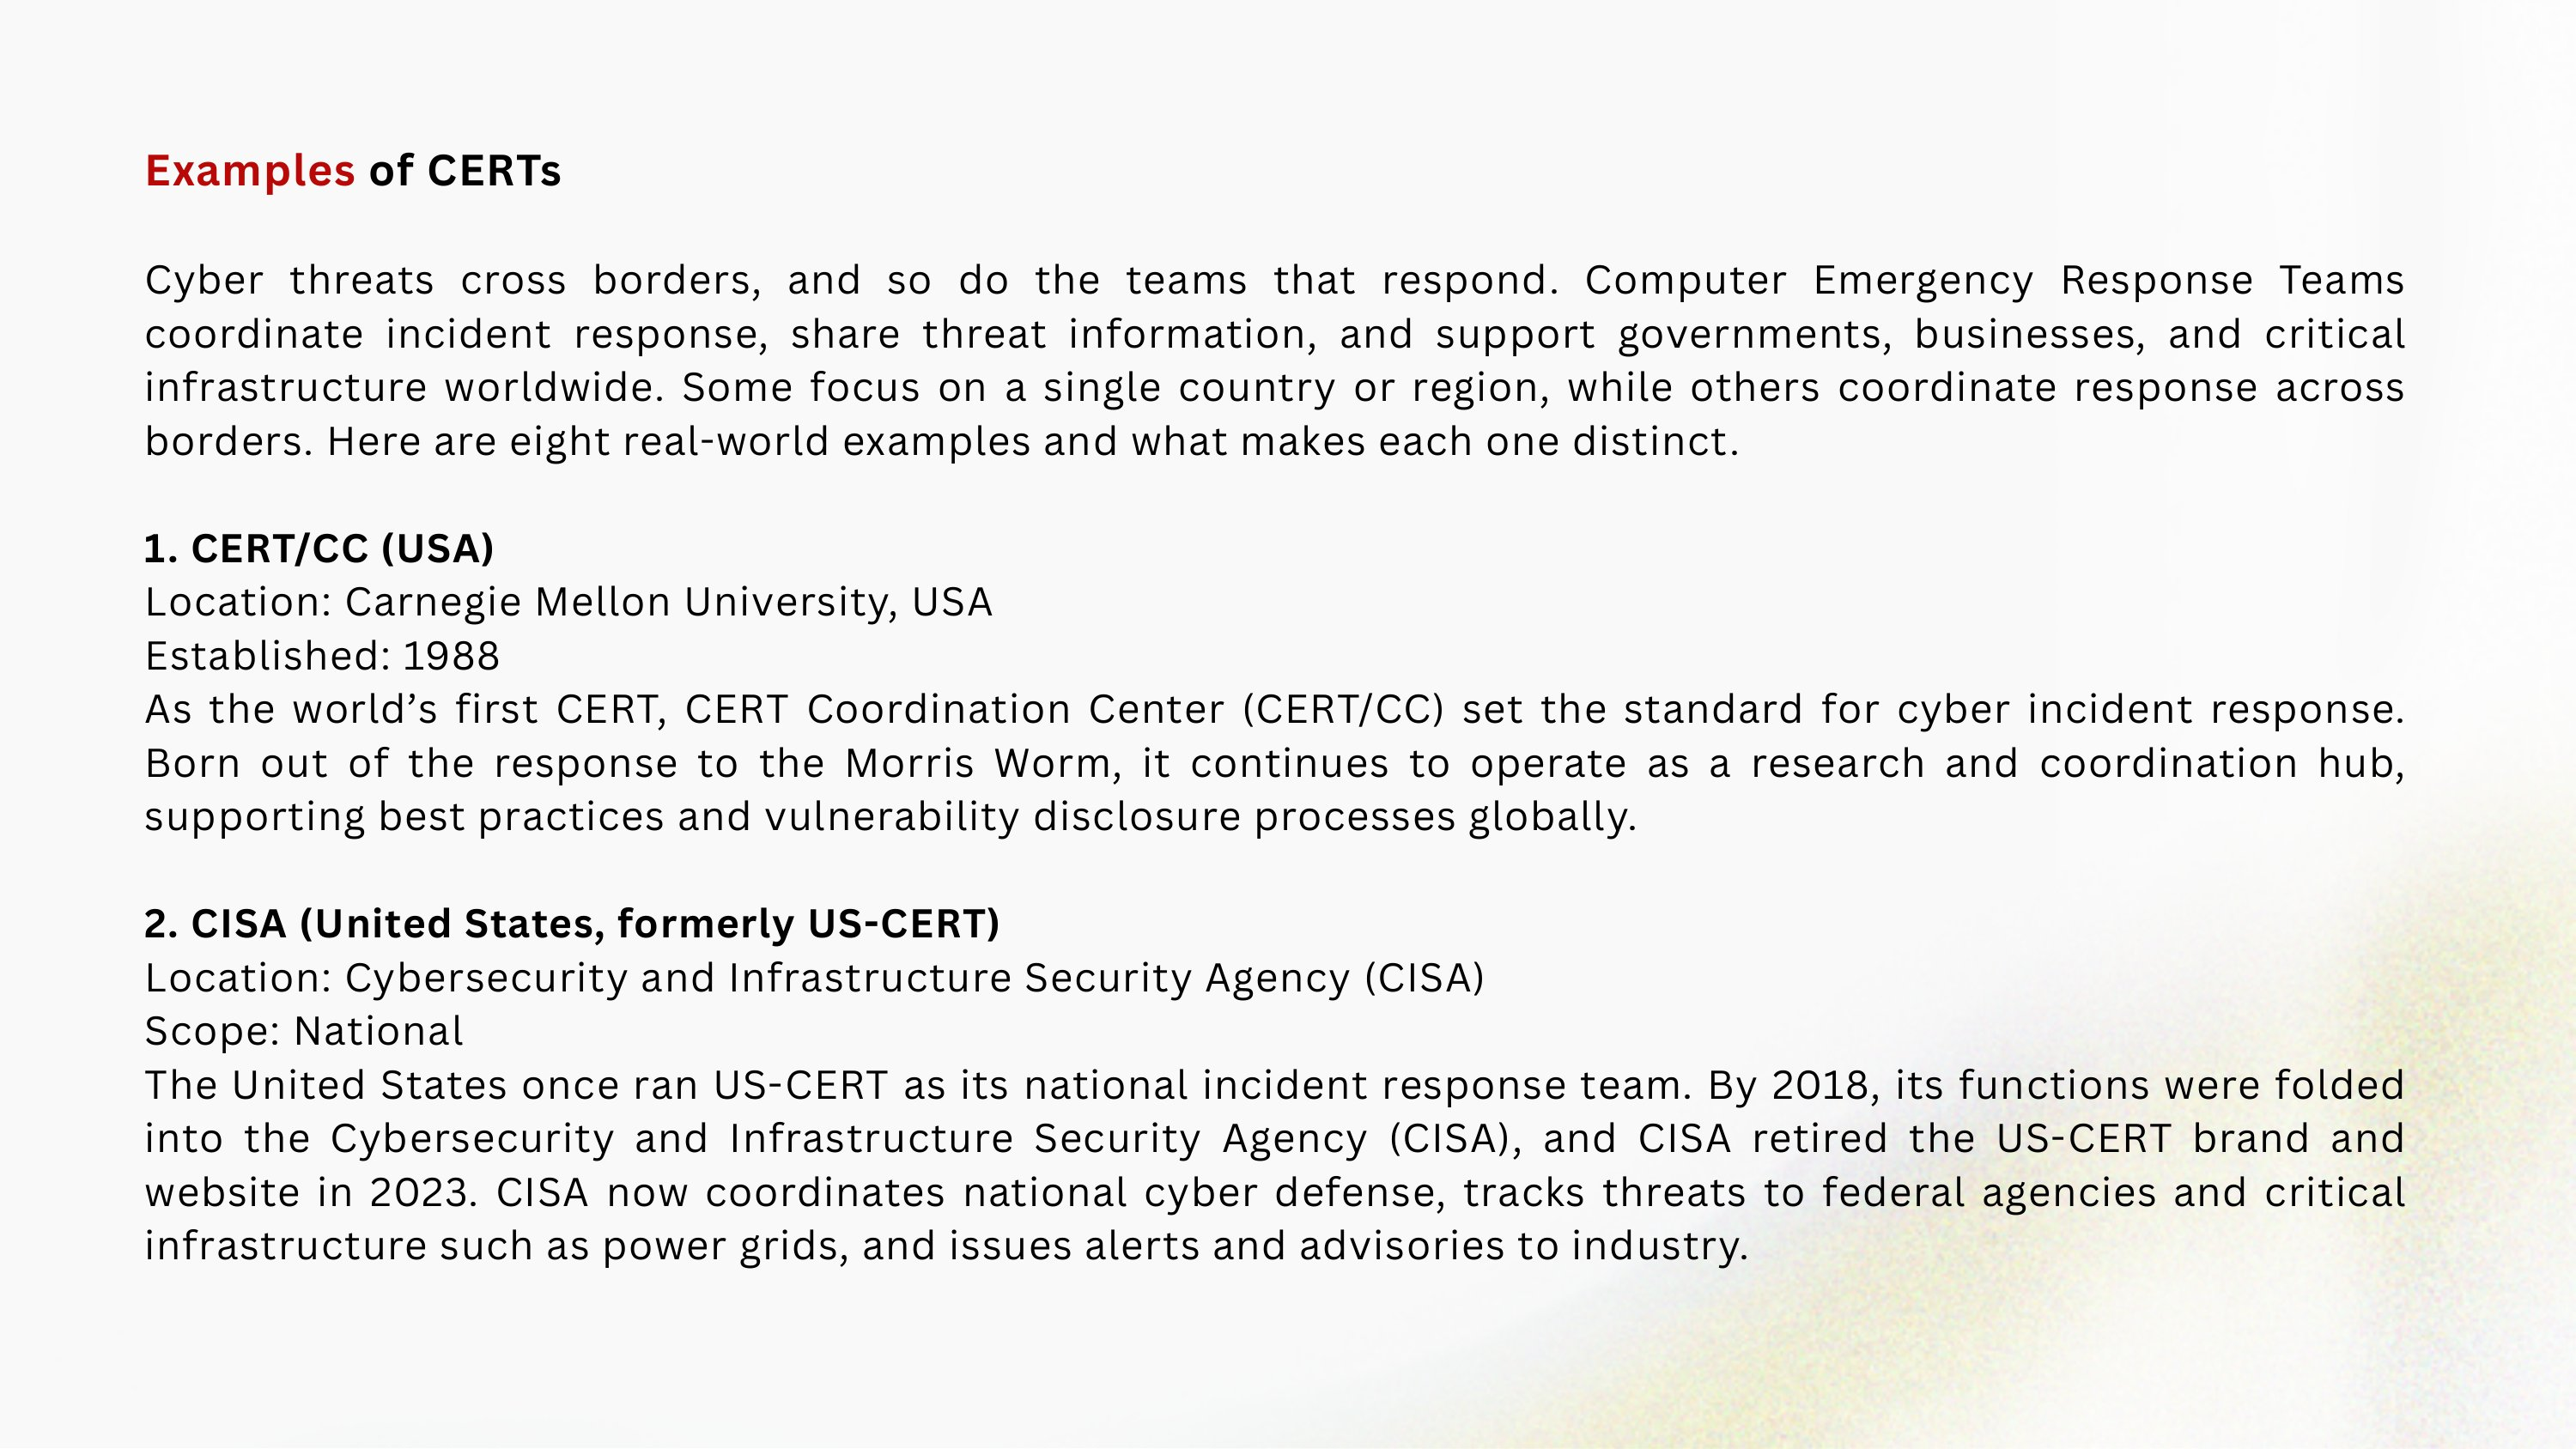 Examples of CERTs
Cyber threats cross borders, and so do the teams that respond. Computer Emergency Response Teams
coordinate incident response, share threat information, and support governments, businesses, and critical
infrastructure worldwide. Some focus on a single country or region, while others coordinate response across
borders. Here are eight real-world examples and what makes each one distinct.
1. CERT/CC (USA)
Location: Carnegie Mellon University, USA
Established: 1988
As the world’s first CERT, CERT Coordination Center (CERT/CC) set the standard for cyber incident response.
Born out of the response to the Morris Worm, it continues to operate as a research and coordination hub,
supporting best practices and vulnerability disclosure processes globally.
2. CISA (United States, formerly US-CERT)
Location: Cybersecurity and Infrastructure Security Agency (CISA)
Scope: National
The United States once ran US-CERT as its national incident response team. By 2018, its functions were folded
into the Cybersecurity and Infrastructure Security Agency (CISA), and CISA retired the US-CERT brand and
website in 2023. CISA now coordinates national cyber defense, tracks threats to federal agencies and critical
infrastructure such as power grids, and issues alerts and advisories to industry.